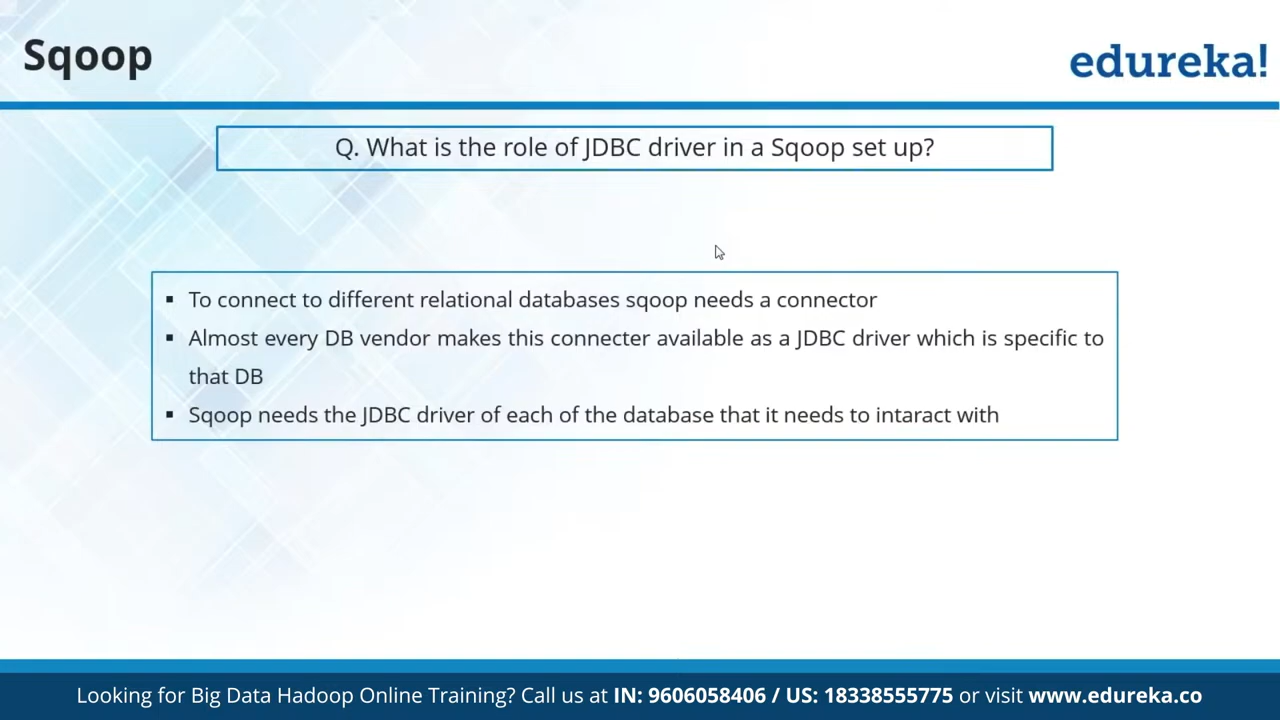 Sqoop
edureka!
Q. What is the role of JDBC driver in a Sqoop set up?
▪ To connect to different relational databases sqoop needs a connector
▪ Almost every DB vendor makes this connecter available as a JDBC driver which is specific to
that DB
▪ Sqoop needs the JDBC driver of each of the database that it needs to intaract with
Looking for Big Data Hadoop Online Training? Call us at IN: 9606058406 / US: 18338555775 or visit www.edureka.co